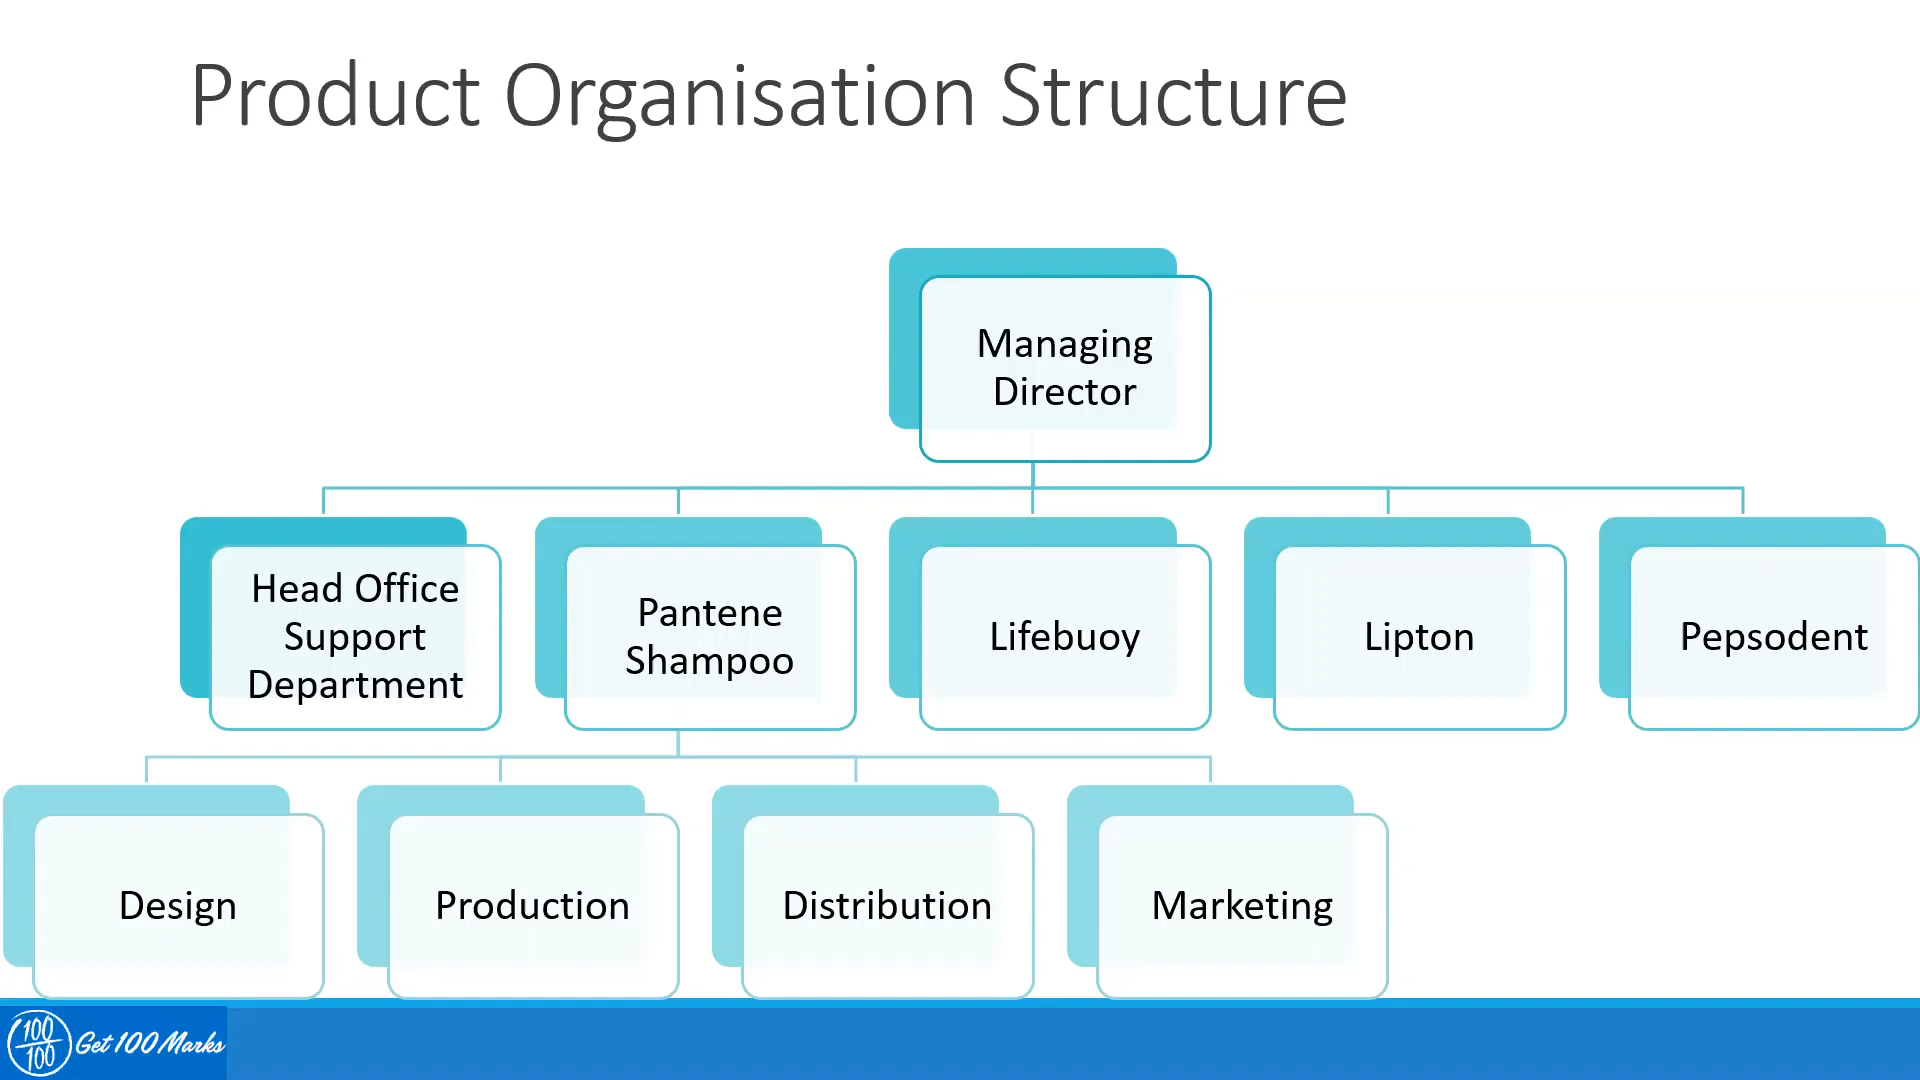 Product Organisation Structure
Managing
Director
Head Office
Support
Department
Pantene
Shampoo
Lifebuoy
Lipton
Pepsodent
Design
Production
Distribution
Marketing
100
100
Get 100 Marks